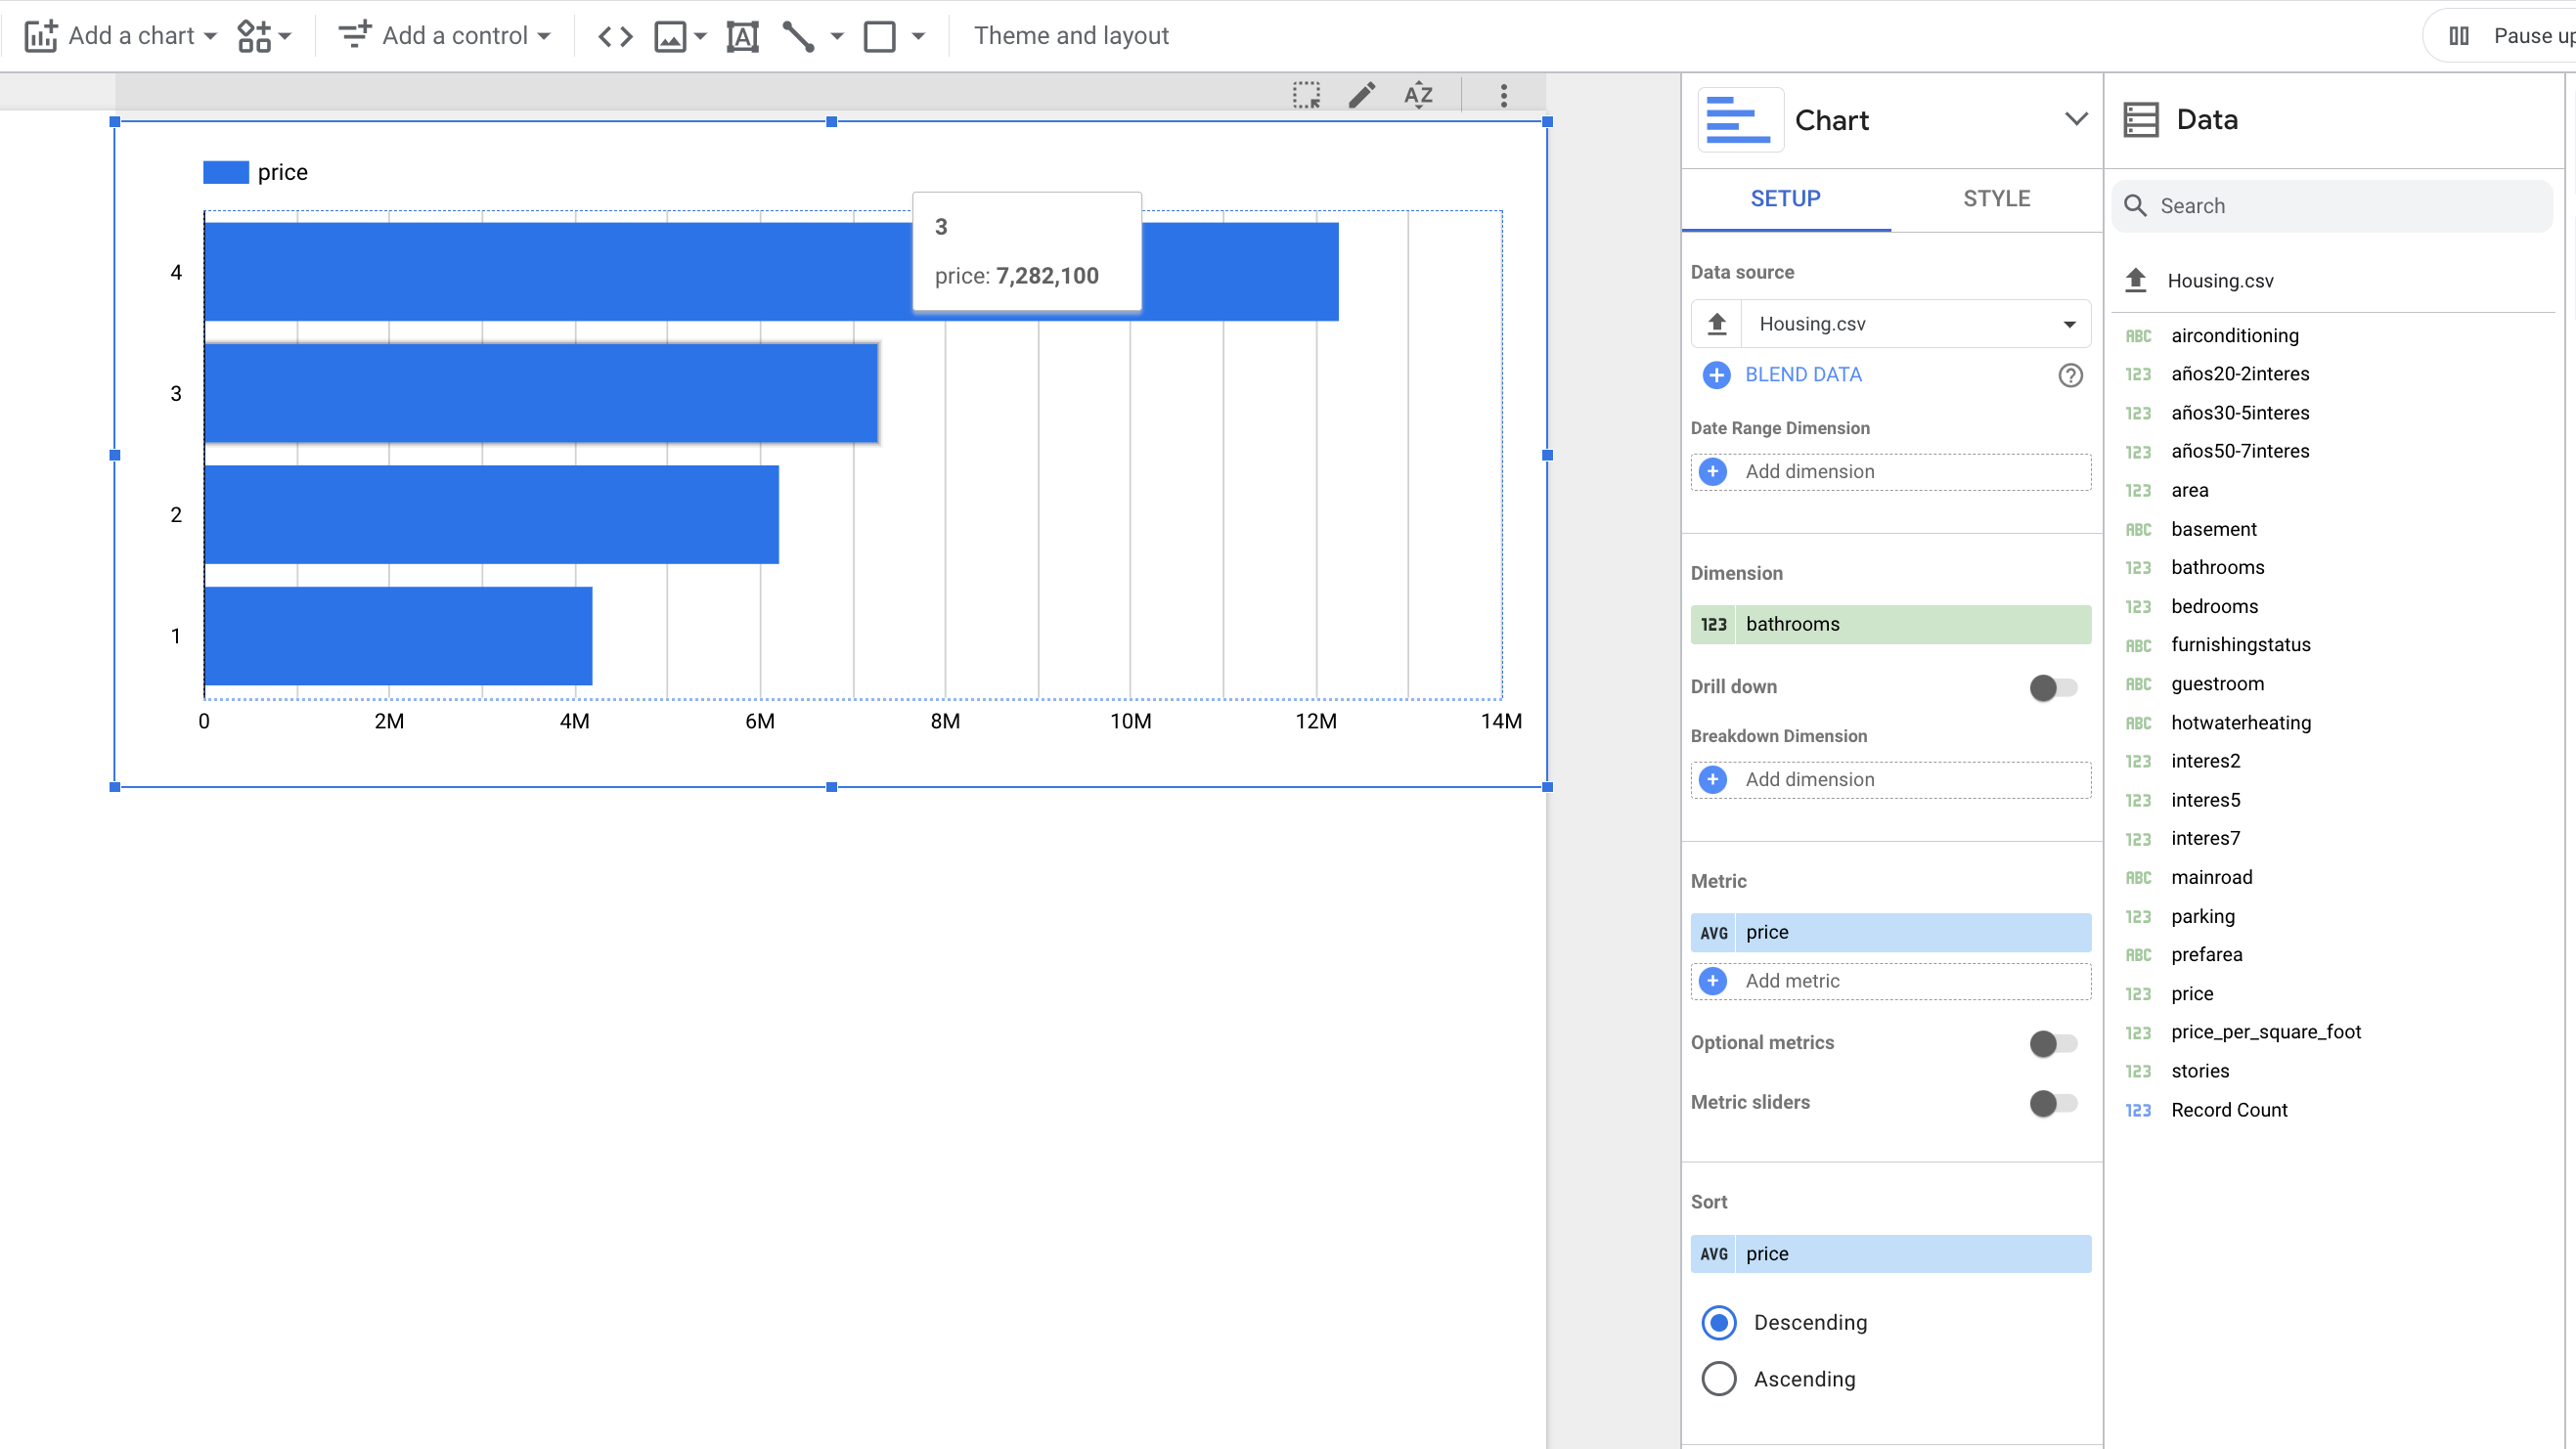 Add a chart
Add a control
A
Theme and layout
Pause up
AZ
price
3
price: 7,282,100
4
3
2
1
0 2M 4M 6M 8M 10M 12M 14M
Chart
SETUP STYLE
Data source
Housing.csv
BLEND DATA
?
Date Range Dimension
Add dimension
Dimension
123 bathrooms
Drill down
Breakdown Dimension
Add dimension
Metric
AVG price
Add metric
Optional metrics
Metric sliders
Sort
AVG price
Descending
Ascending
Data
Search
Housing.csv
ABC airconditioning
123 años20-2interes
123 años30-5interes
123 años50-7interes
123 area
ABC basement
123 bathrooms
123 bedrooms
ABC furnishingstatus
ABC guestroom
ABC hotwaterheating
123 interes2
123 interes5
123 interes7
ABC mainroad
123 parking
ABC prefarea
123 price
123 price_per_square_foot
123 stories
123 Record Count